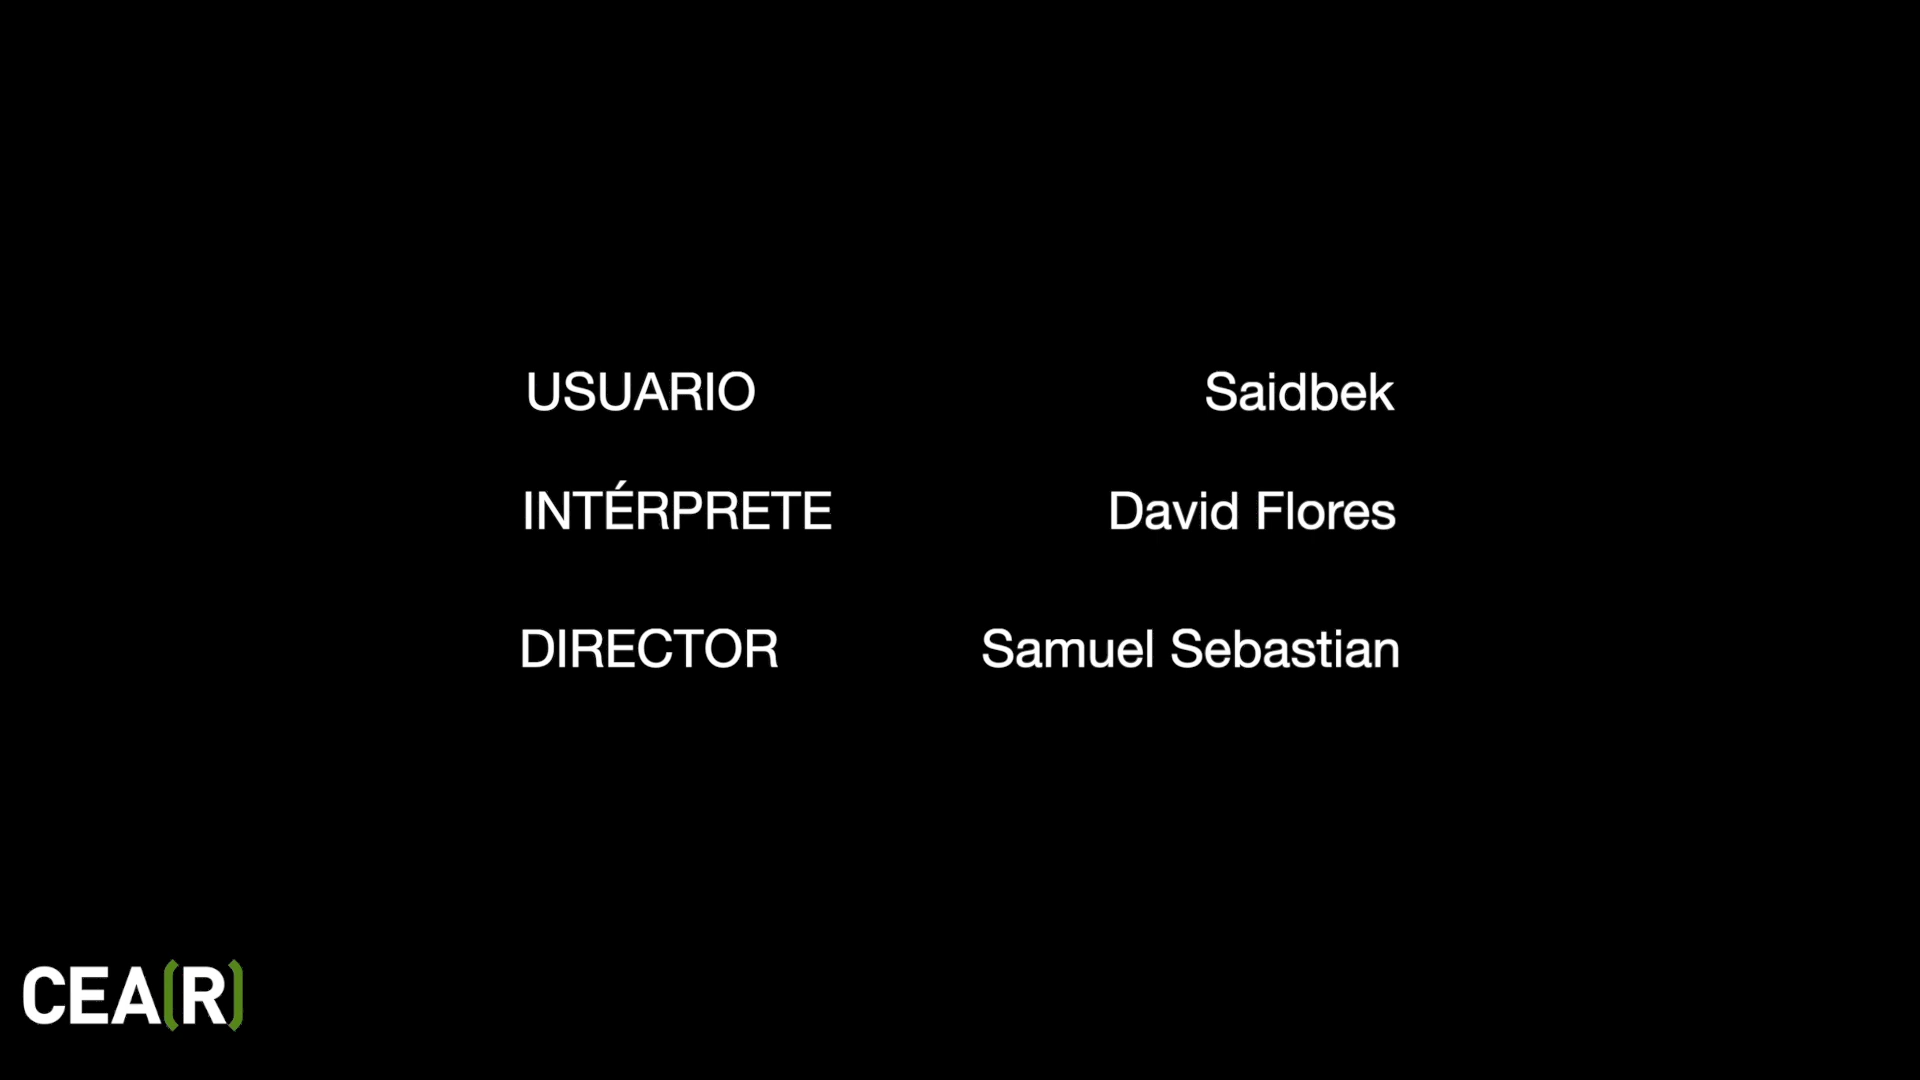 USUARIO Saidbek
INTÉRPRETE David Flores
DIRECTOR Samuel Sebastian
CEA(R)